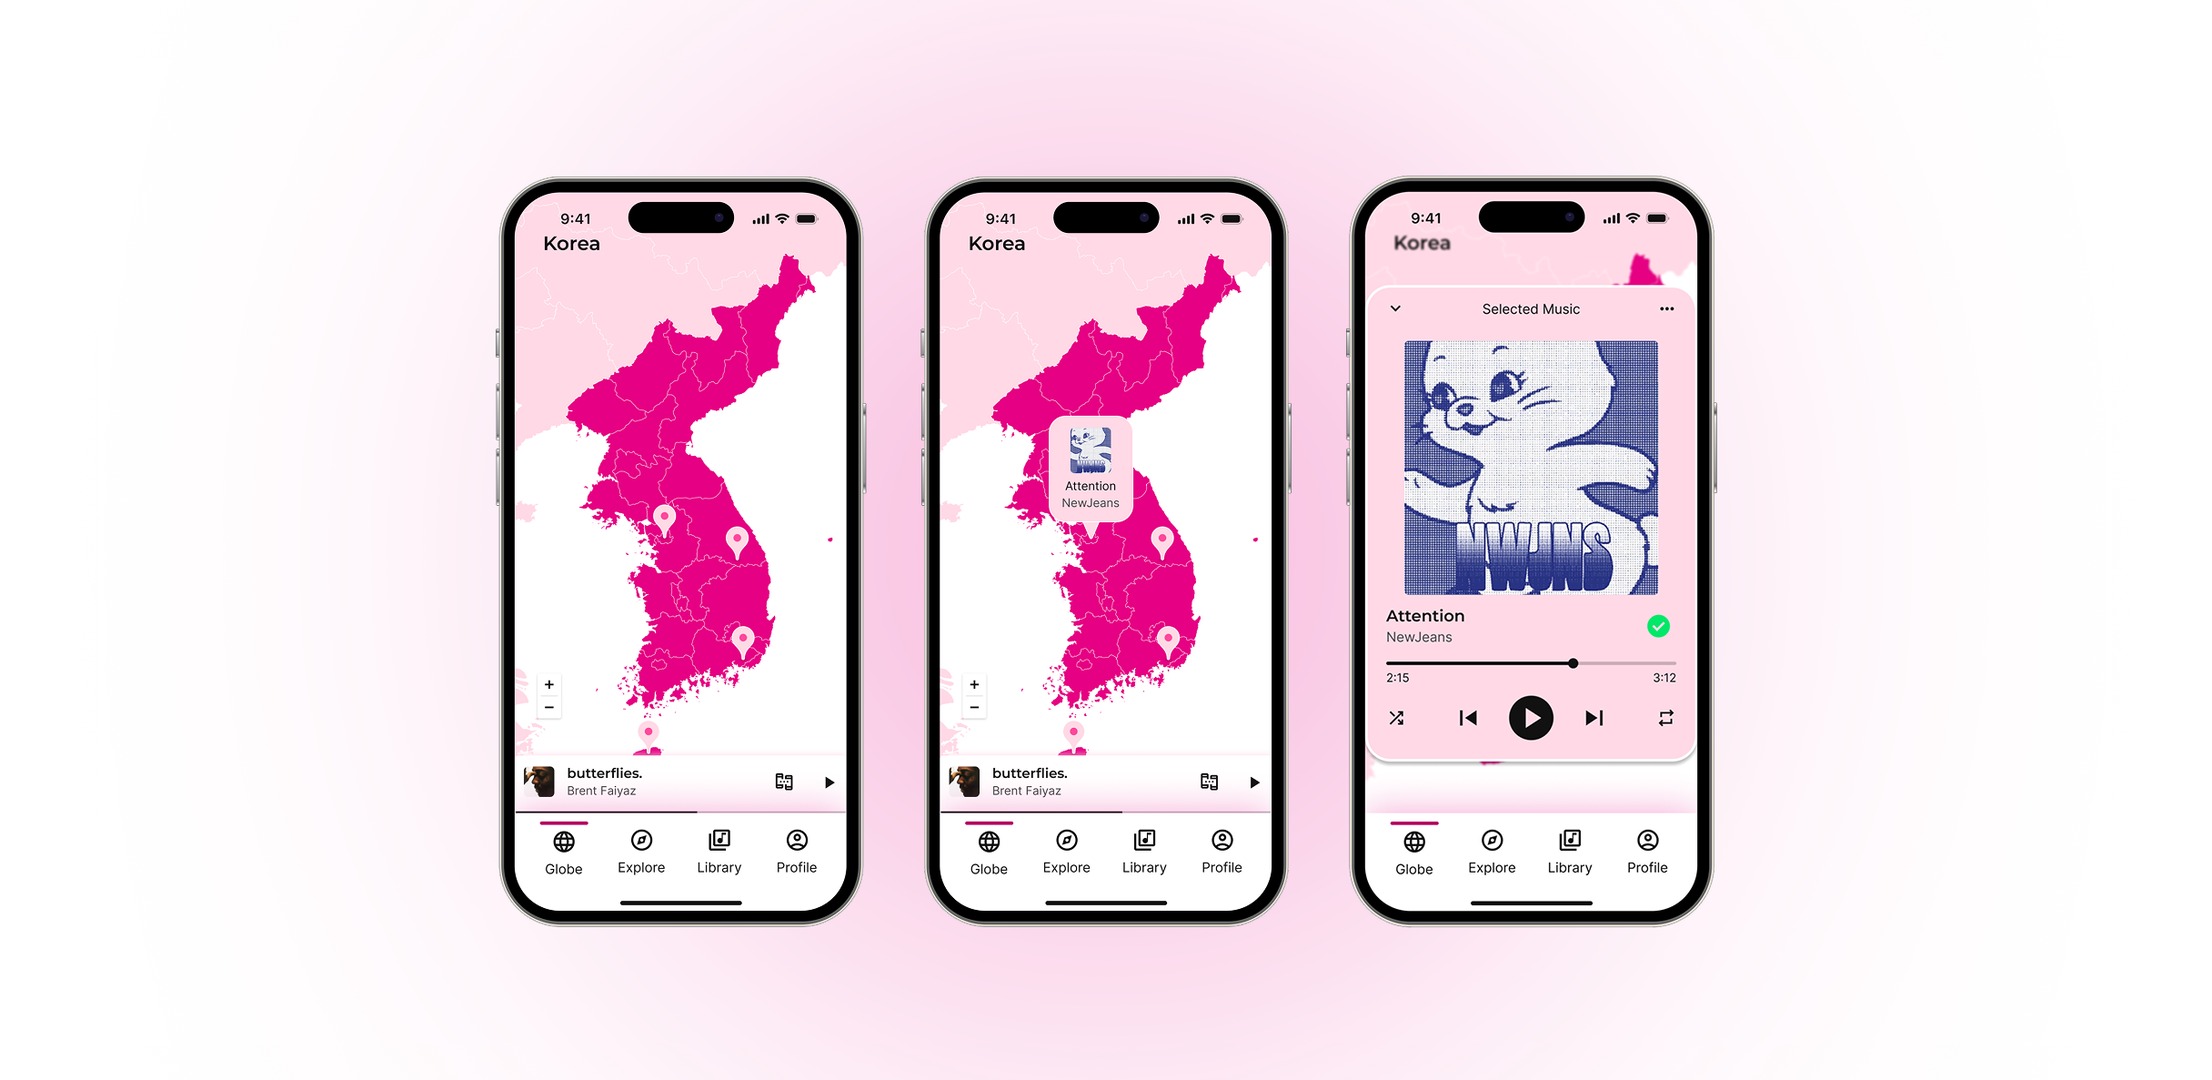 9:41
Korea
+
−
butterflies.
Brent Faiyaz
Globe
Explore
Library
Profile
9:41
Korea
NWJNS
Attention
NewJeans
+
−
butterflies.
Brent Faiyaz
Globe
Explore
Library
Profile
9:41
Korea
Selected Music
NWJNS
Attention
NewJeans
2:15
3:12
Globe
Explore
Library
Profile